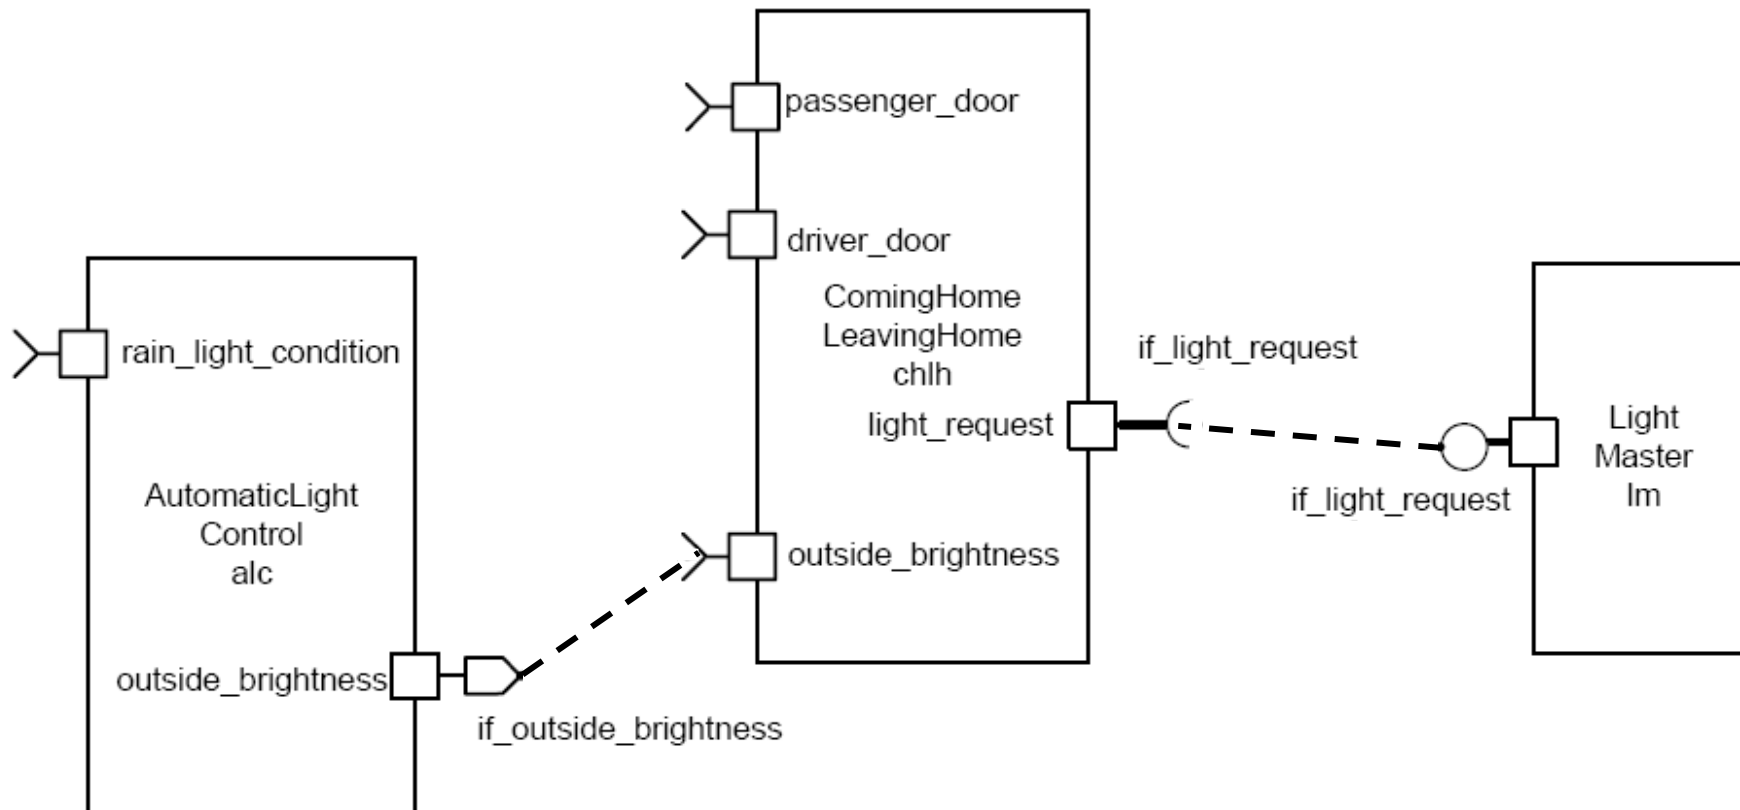 passenger_door
driver_door
ComingHome
LeavingHome
chlh
light_request
outside_brightness
rain_light_condition
AutomaticLight
Control
alc
outside_brightness
if_outside_brightness
if_light_request
if_light_request
Light
Master
lm